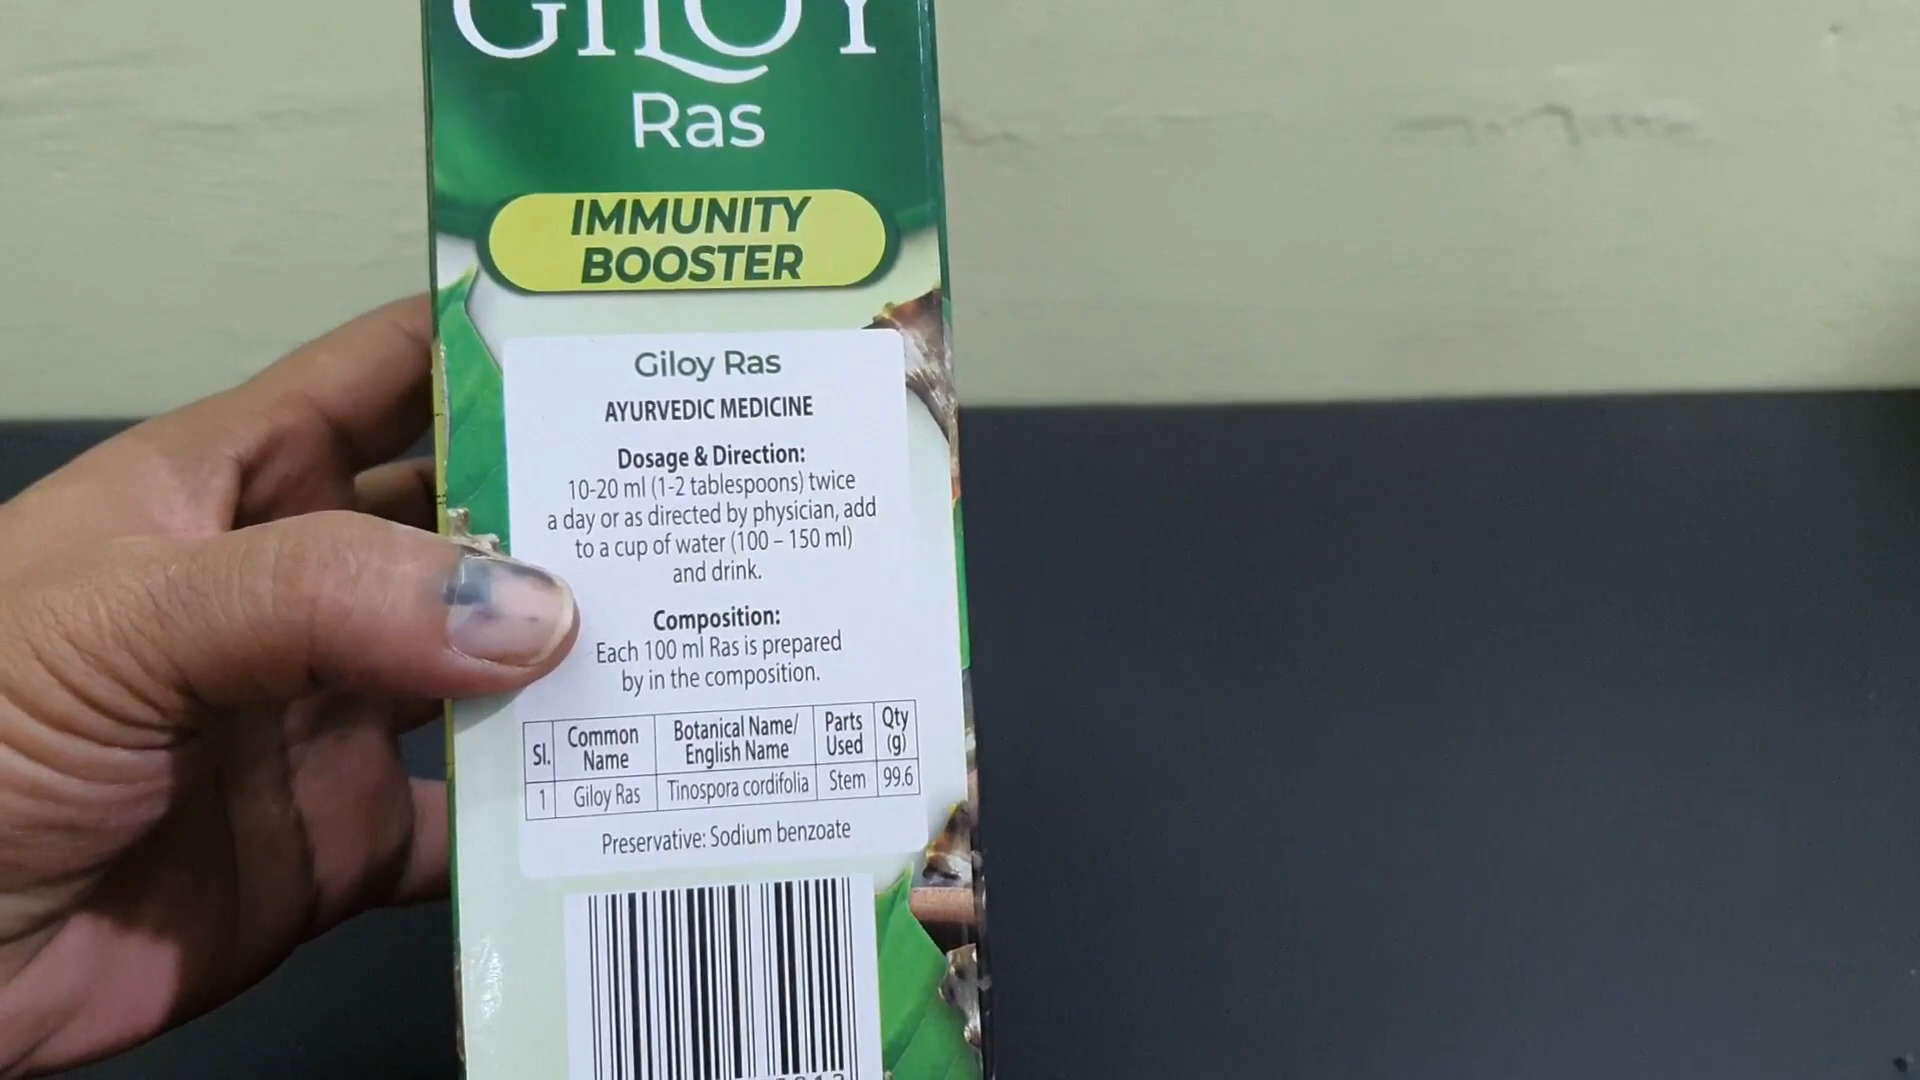 GILOY
Ras
IMMUNITY
BOOSTER
Giloy Ras
AYURVEDIC MEDICINE
Dosage & Direction:
10-20 ml (1-2 tablespoons) twice
a day or as directed by physician, add
to a cup of water (100 – 150 ml)
and drink.
Composition:
Each 100 ml Ras is prepared
by in the composition.
Sl. Common Name Botanical Name/ English Name Parts Used Qty (g)
1 Giloy Ras Tinospora cordifolia Stem 99.6
Preservative: Sodium benzoate